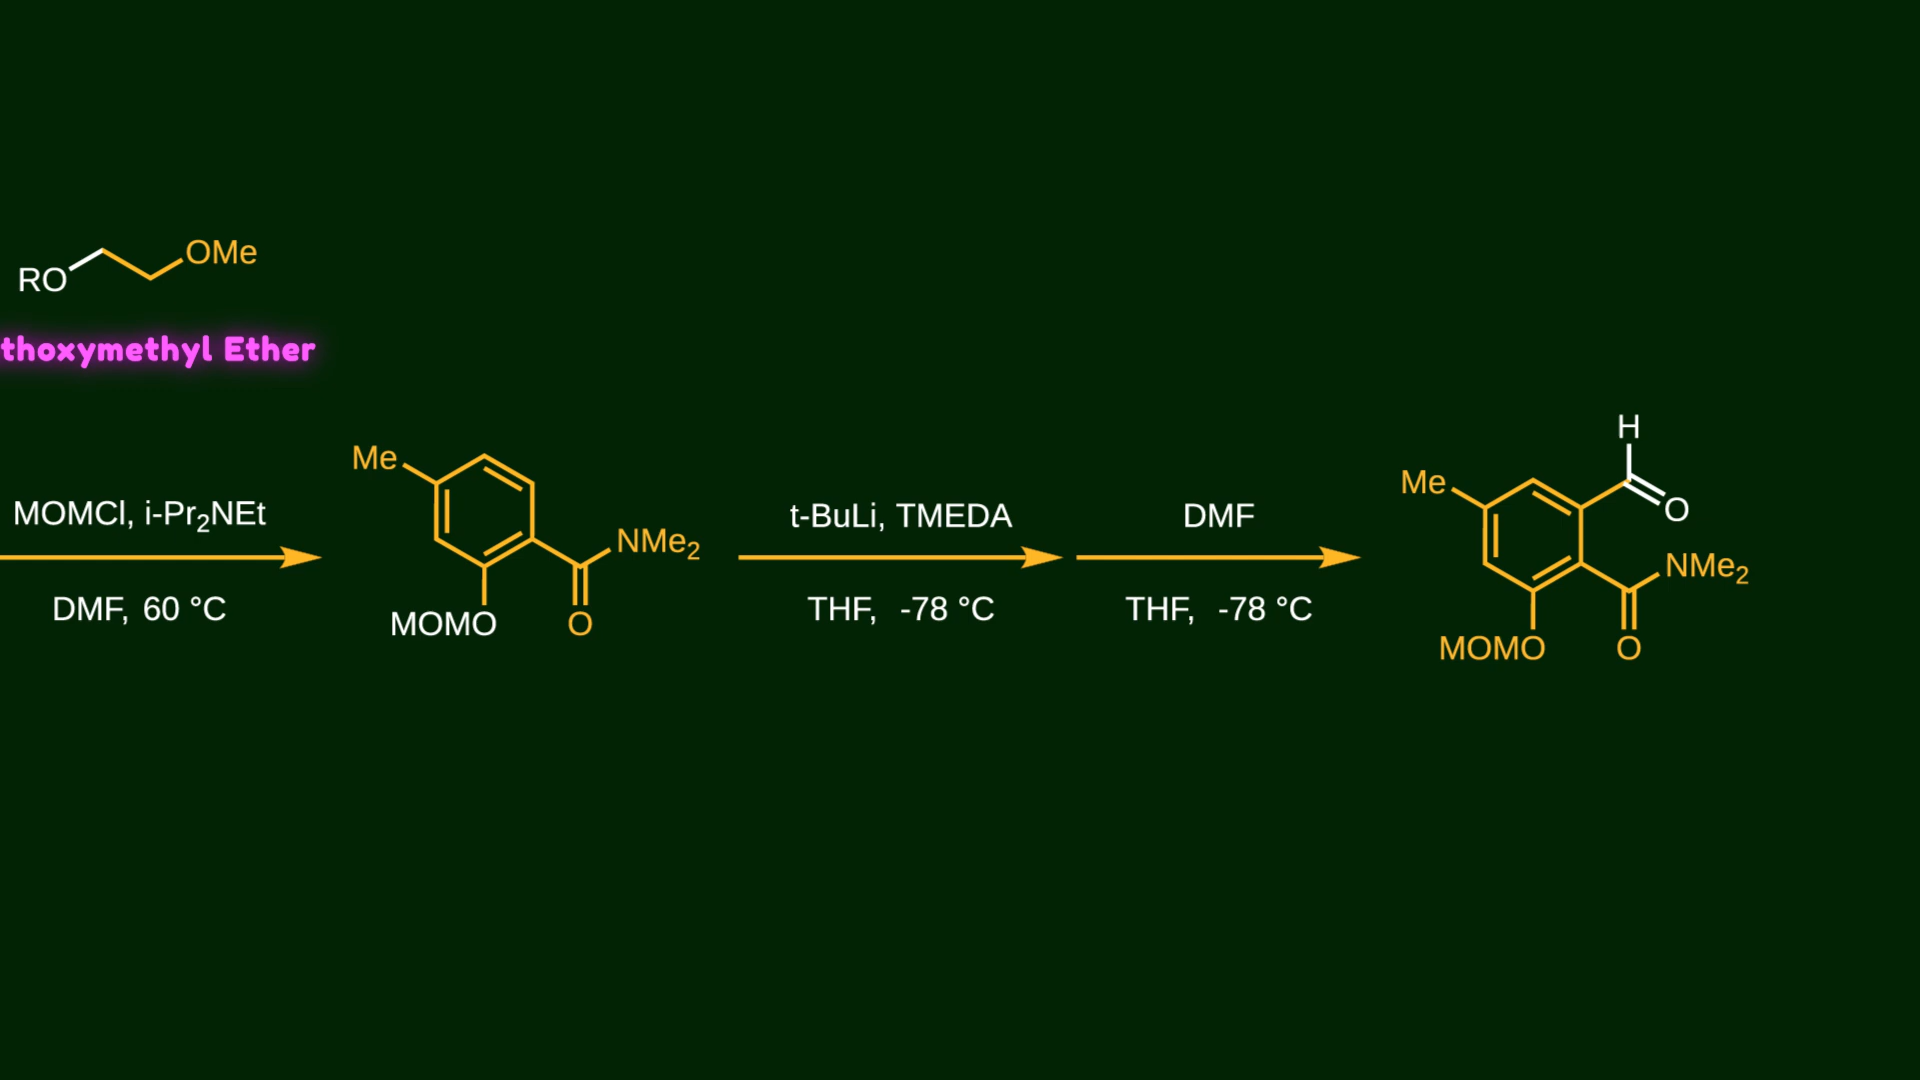 RO OMe
thoxymethyl Ether
MOMCl, i-Pr₂NEt
DMF, 60 °C
Me
NMe₂
MOMO O
t-BuLi, TMEDA
THF, -78 °C
DMF
THF, -78 °C
H
Me
O
NMe₂
MOMO O